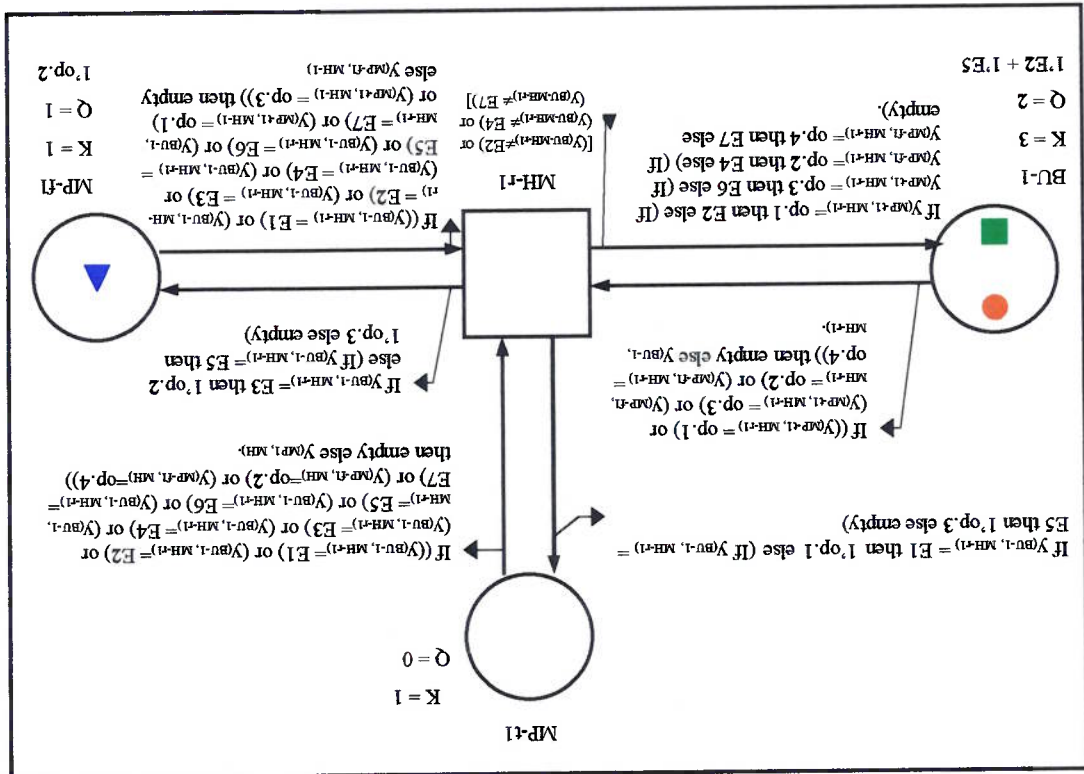 MP-t1
K = 1
Q = 0
If y(BU-1, MH-r1) = E1 then 1'op.1 else (If y(BU-1, MH-r1) =
E5 then 1'op.3 else empty)
If ((y(BU-1, MH-r1)= E1) or (y(BU-1, MH-r1)= E2) or
(y(BU-1, MH-r1)= E3) or (y(BU-1, MH-r1)= E4) or (y(BU-1,
MH-r1)= E5) or (y(BU-1, MH-r1)= E6) or (y(BU-1, MH-r1)=
E7) or (y(MP-f1, MH)=op.2) or (y(MP-f1, MH)=op.4))
then empty else y(MP1, MH).
If ((y(MP-t1, MH-r1)= op.1) or
(y(MP-t1, MH-r1)= op.3) or (y(MP-f1,
MH-r1)= op.2) or (y(MP-f1, MH-r1)=
op.4)) then empty else y(BU-1,
MH-r1).
If y(BU-1, MH-r1)= E3 then 1'op.2
else (If y(BU-1, MH-r1)= E5 then
1'op.3 else empty)
BU-1
K = 3
Q = 2
1'E2 + 1'E5
If y(MP-t1, MH-r1)= op.1 then E2 else (If
y(MP-t1, MH-r1)= op.3 then E6 else (If
y(MP-f1, MH-r1)= op.2 then E4 else) (If
y(MP-f1, MH-r1)= op.4 then E7 else
empty).
MH-r1
[(y(BU-MH-r1)≠E2) or
(y(BU-MH-r1)≠ E4) or
(y(BU-MH-r1)≠ E7)]
If ((y(BU-1, MH-r1) = E1) or (y(BU-1, MH-
r1) = E2) or (y(BU-1, MH-r1) = E3) or
(y(BU-1, MH-r1)= E4) or (y(BU-1, MH-r1) =
E5) or (y(BU-1, MH-r1)= E6) or (y(BU-1,
MH-r1)= E7) or (y(MP-t1, MH-1)= op.1)
or (y(MP-t1, MH-1) = op.3)) then empty
else y(MP-f1, MH-1)
MP-f1
K = 1
Q = 1
1'op.2